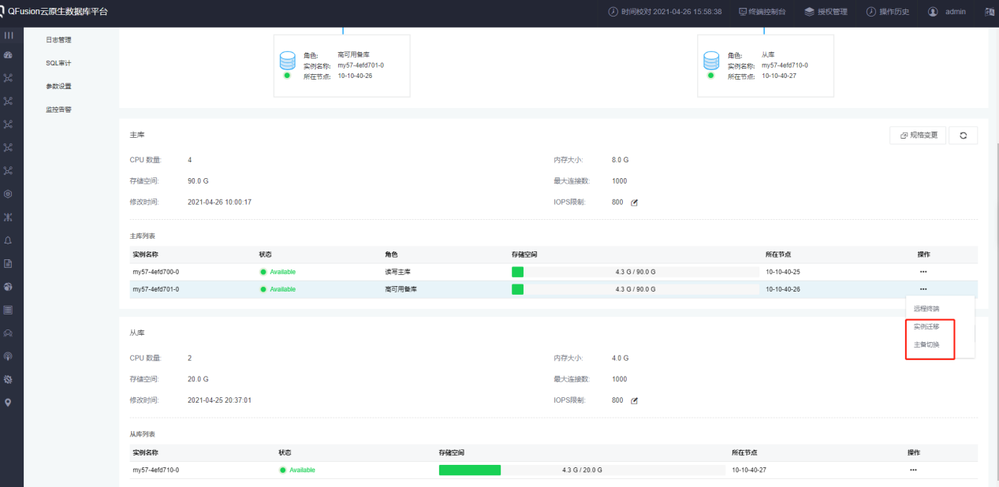 QFusion云原生数据库平台 时间校对 2021-04-26 15:58:38 终端控制台 授权管理 操作历史 admin
日志管理
SQL审计
参数设置
监控告警
角色: 高可用备库
实例名称: my57-4efd701-0
所在节点: 10-10-40-26
角色: 从库
实例名称: my57-4efd710-0
所在节点: 10-10-40-27
主库 规格变更
CPU 数量: 4 内存大小: 8.0 G
存储空间: 90.0 G 最大连接数: 1000
修改时间: 2021-04-26 10:00:17 IOPS限制: 800
主库列表
实例名称 状态 角色 存储空间 所在节点 操作
my57-4efd700-0 Available 读写主库 4.3 G / 90.0 G 10-10-40-25 •••
my57-4efd701-0 Available 高可用备库 4.3 G / 90.0 G 10-10-40-26 •••
远程终端
实例迁移
主备切换
从库
CPU 数量: 2 内存大小: 4.0 G
存储空间: 20.0 G 最大连接数: 1000
修改时间: 2021-04-25 20:37:01 IOPS限制: 800
从库列表
实例名称 状态 存储空间 所在节点 操作
my57-4efd710-0 Available 4.3 G / 20.0 G 10-10-40-27 •••